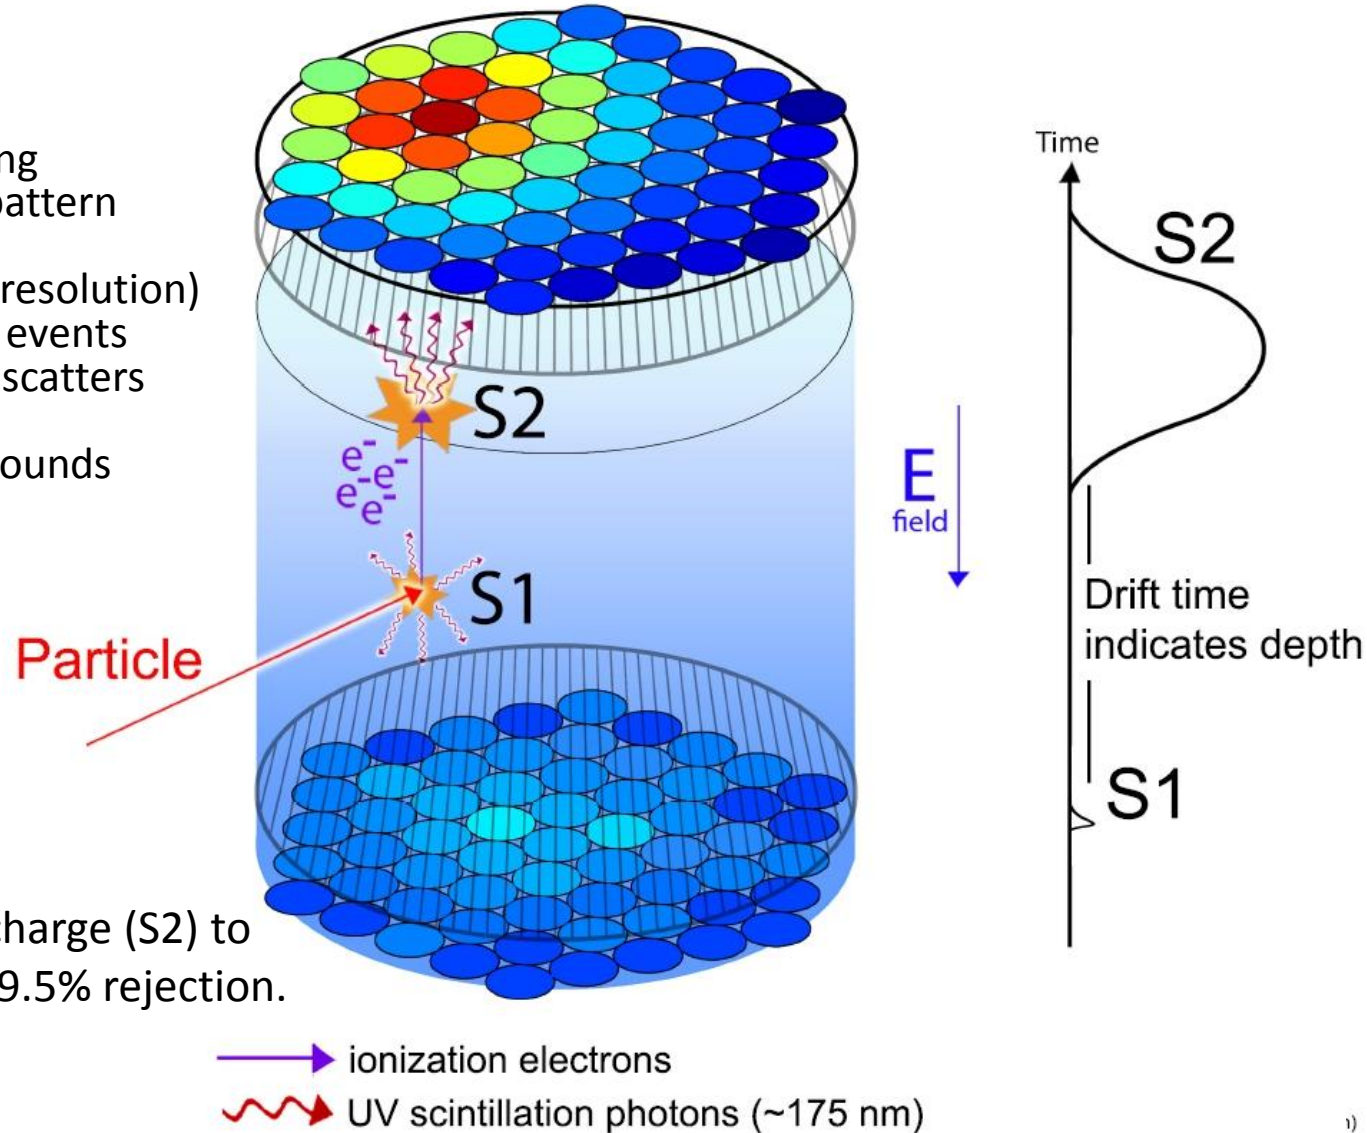 ng
pattern
resolution)
events
scatters
ounds
charge (S2) to
9.5% rejection.
Time
S2
S2
e-
e-
e-
e-
E
field
S1
Particle
Drift time
indicates depth
S1
ionization electrons
UV scintillation photons (~175 nm)